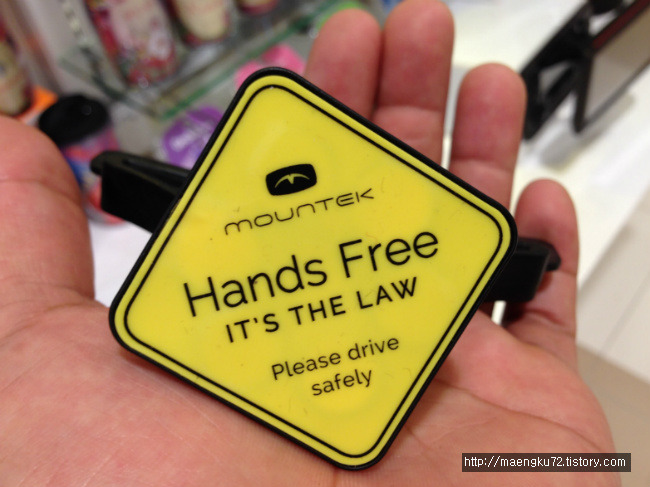 mounTEK
Hands Free
IT'S THE LAW
Please drive
safely
http://maengku72.tistory.com